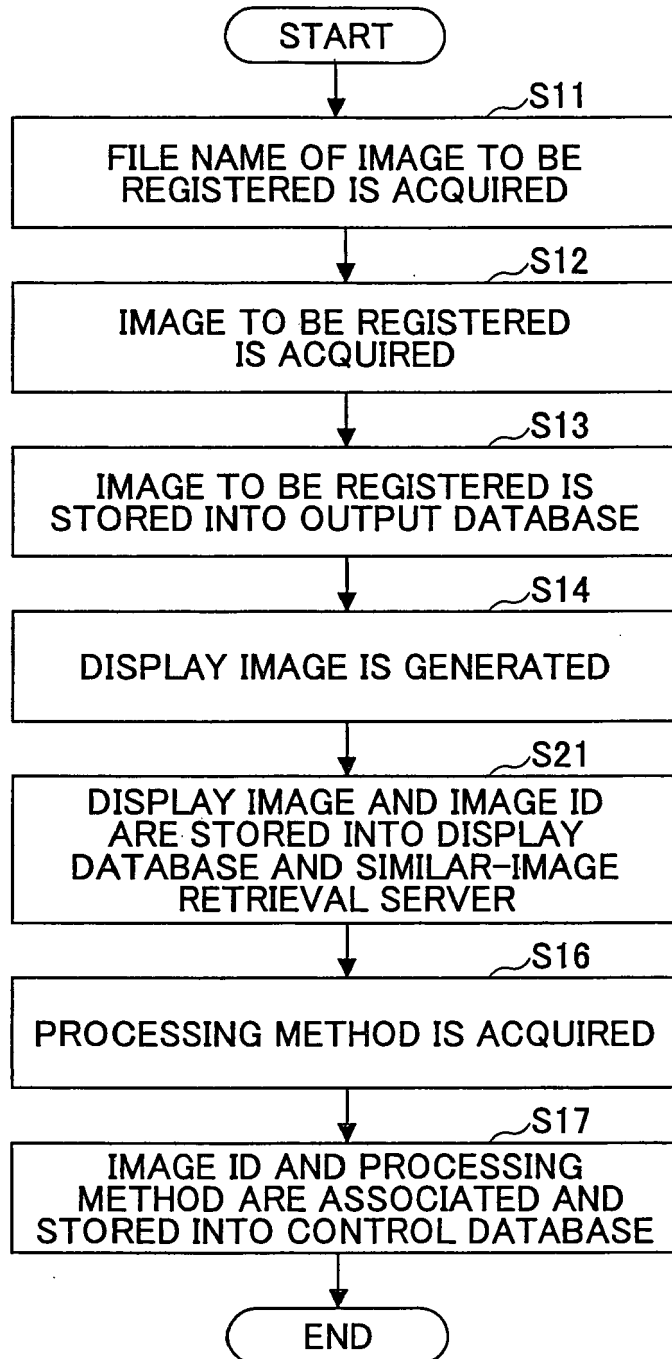 START
S11
FILE NAME OF IMAGE TO BE
REGISTERED IS ACQUIRED
S12
IMAGE TO BE REGISTERED
IS ACQUIRED
S13
IMAGE TO BE REGISTERED IS
STORED INTO OUTPUT DATABASE
S14
DISPLAY IMAGE IS GENERATED
S21
DISPLAY IMAGE AND IMAGE ID
ARE STORED INTO DISPLAY
DATABASE AND SIMILAR-IMAGE
RETRIEVAL SERVER
S16
PROCESSING METHOD IS ACQUIRED
S17
IMAGE ID AND PROCESSING
METHOD ARE ASSOCIATED AND
STORED INTO CONTROL DATABASE
END